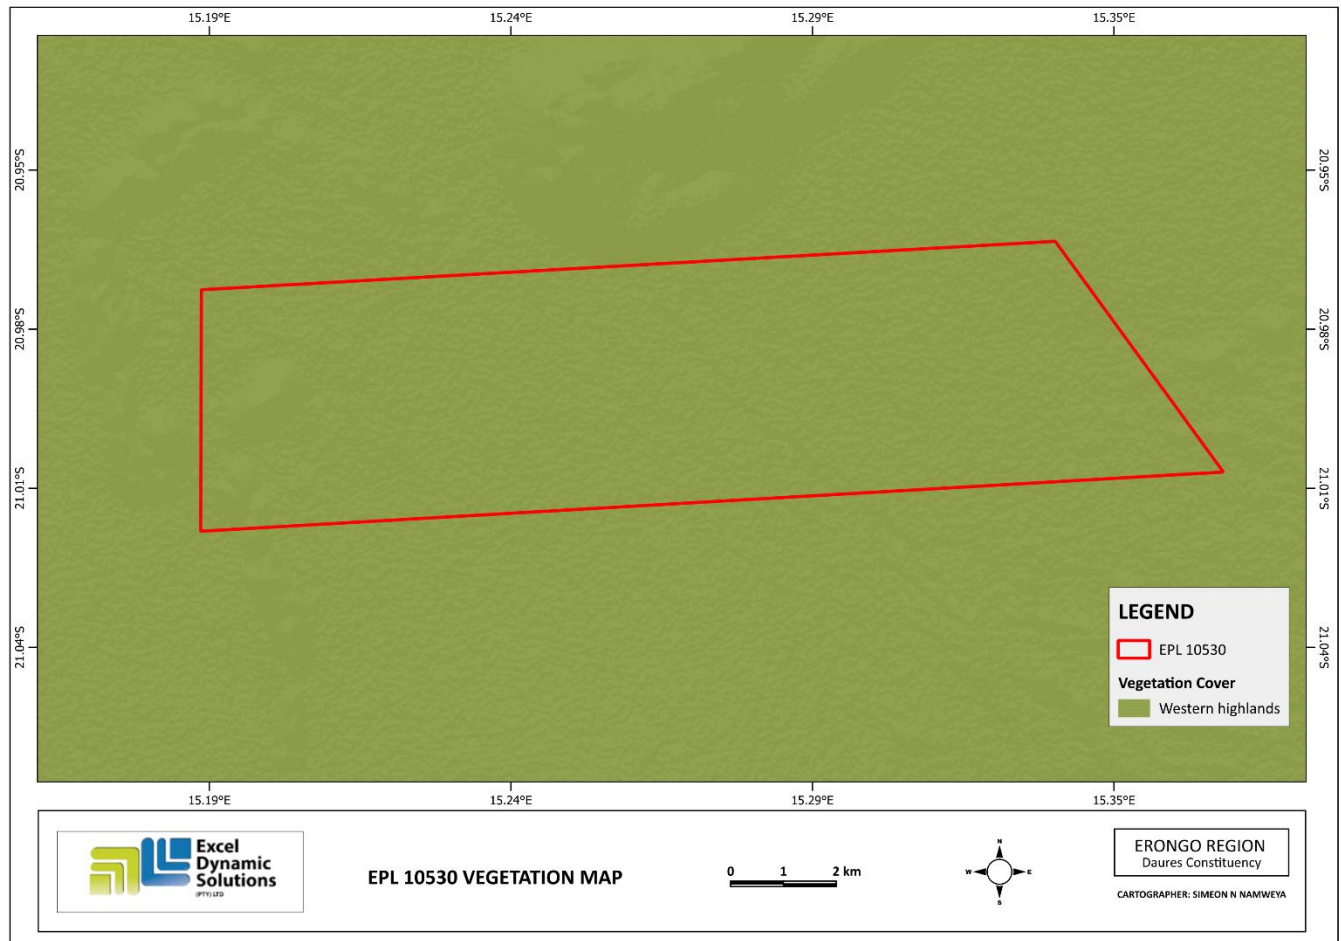 15.19°E
15.24°E
15.29°E
15.35°E
20.95°S
20.95°S
20.98°S
20.98°S
21.01°S
21.01°S
21.04°S
21.04°S
LEGEND
EPL 10530
Vegetation Cover
Western highlands
15.19°E
15.24°E
15.29°E
15.35°E
Excel
Dynamic
Solutions
(PTY) LTD
EPL 10530 VEGETATION MAP
0 1 2 km
N
W E
S
ERONGO REGION
Daures Constituency
CARTOGRAPHER: SIMEON N NAMWEYA